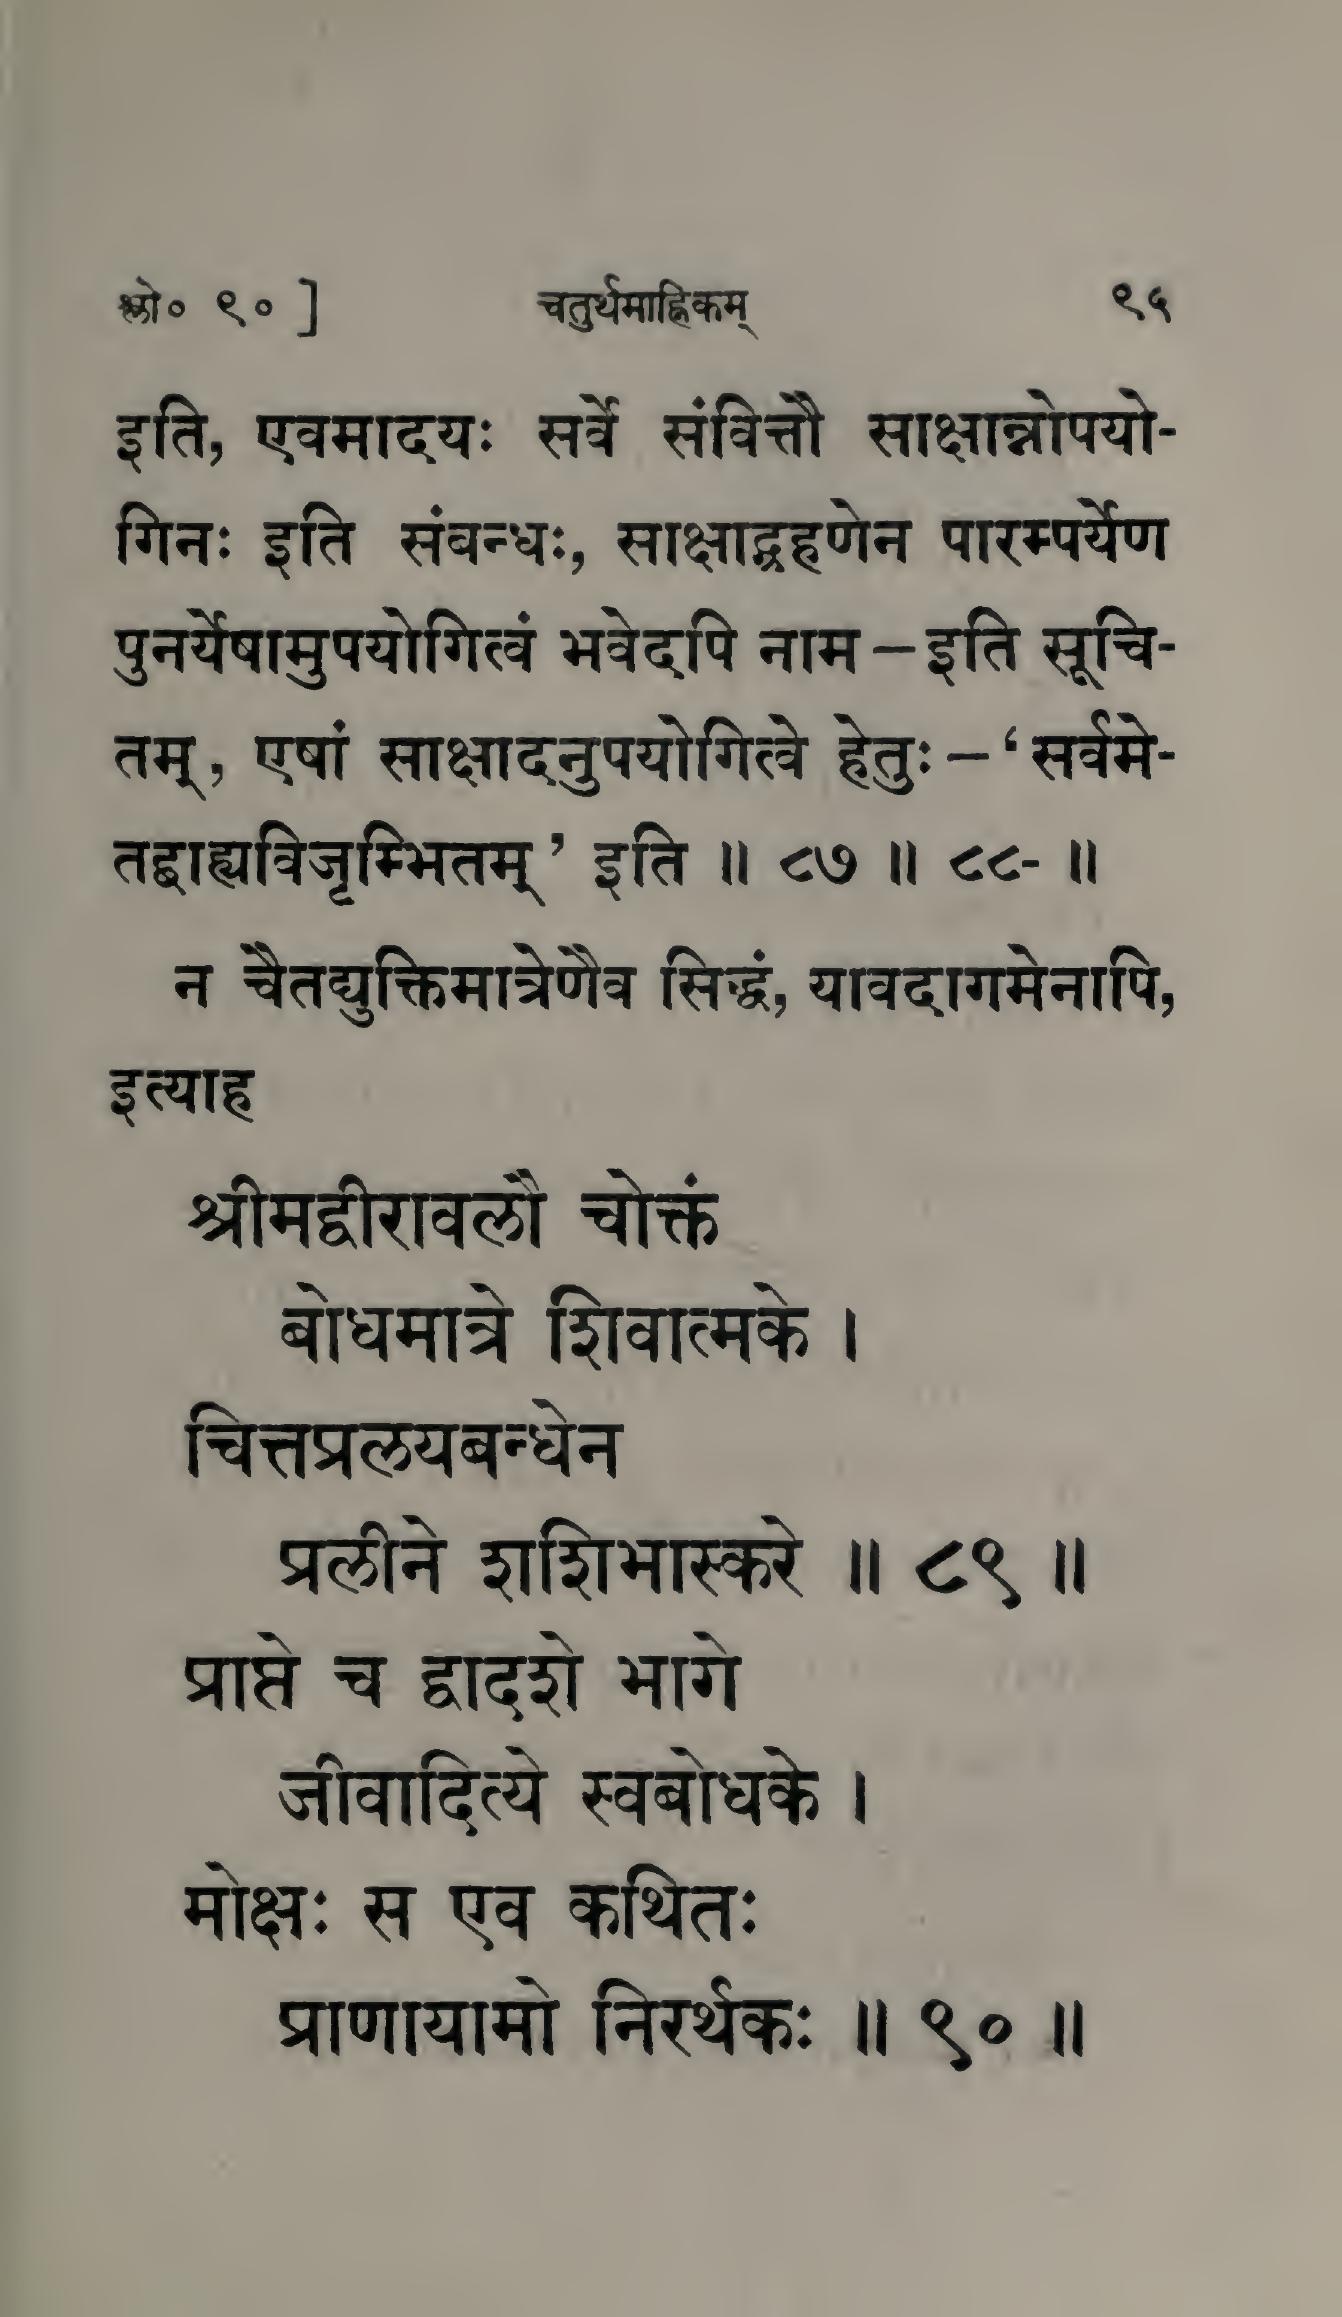 श्लो० ९० ] चतुर्थमाह्निकम् ९५
इति, एवमादयः सर्वे संवित्तौ साक्षान्नोपयो-
गिनः इति संबन्धः, साक्षाद्ग्रहणेन पारम्पर्येण
पुनर्येषामुपयोगित्वं भवेदपि नाम—इति सूचि-
तम्, एषां साक्षादनुपयोगित्वे हेतुः—‘सर्वमे-
तद्बाह्यविजृम्भितम्’ इति ॥ ८७ ॥ ८८- ॥
न चैतद्युक्तिमात्रेणैव सिद्धं, यावदागमेनापि,
इत्याह
श्रीमद्वीरावलौ चोक्तं
बोधमात्रे शिवात्मके ।
चित्तप्रलयबन्धेन
प्रलीने शशिभास्करे ॥ ८९ ॥
प्राप्ते च द्वादशे भागे
जीवादित्ये स्वबोधके ।
मोक्षः स एव कथितः
प्राणायामो निरर्थकः ॥ ९० ॥